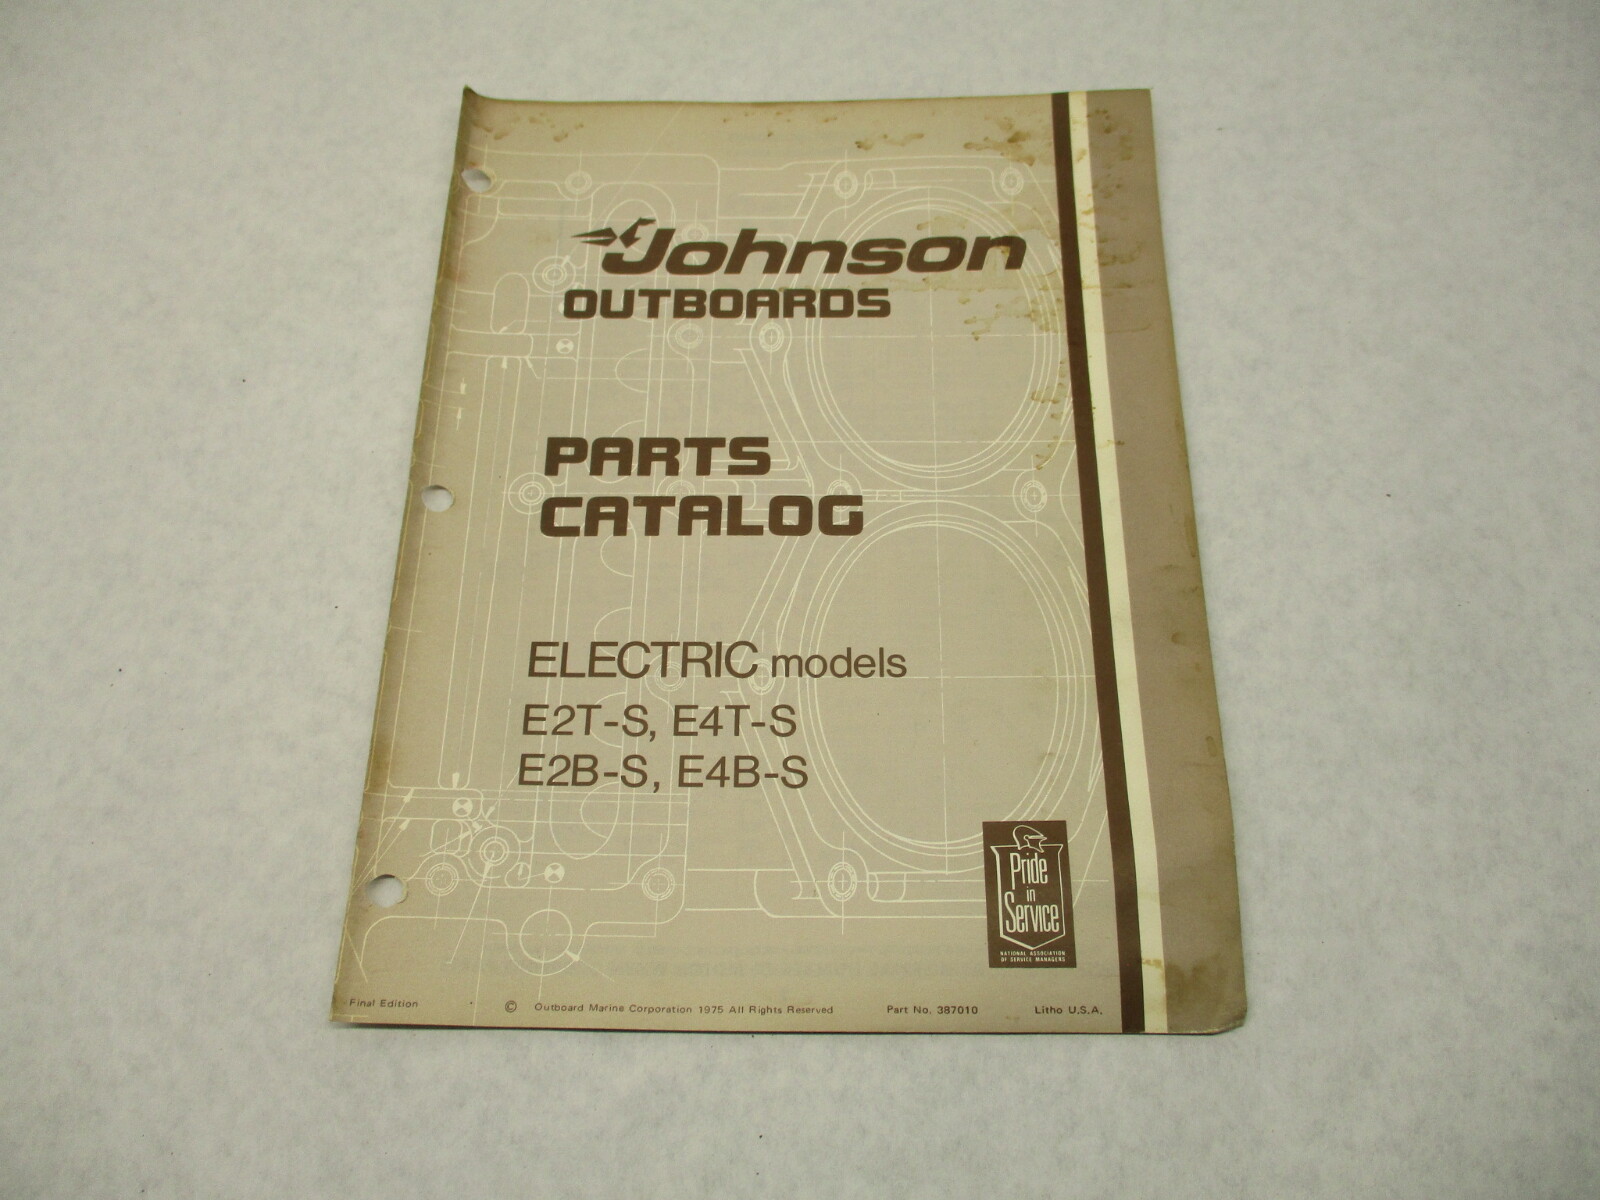 Johnson
OUTBOARDS
PARTS
CATALOG
ELECTRIC models
E2T-S, E4T-S
E2B-S, E4B-S
Pride
in
Service
NATIONAL ASSOCIATION
OF SERVICE MANAGERS
Final Edition © Outboard Marine Corporation 1975 All Rights Reserved Part No. 387010 Litho U.S.A.